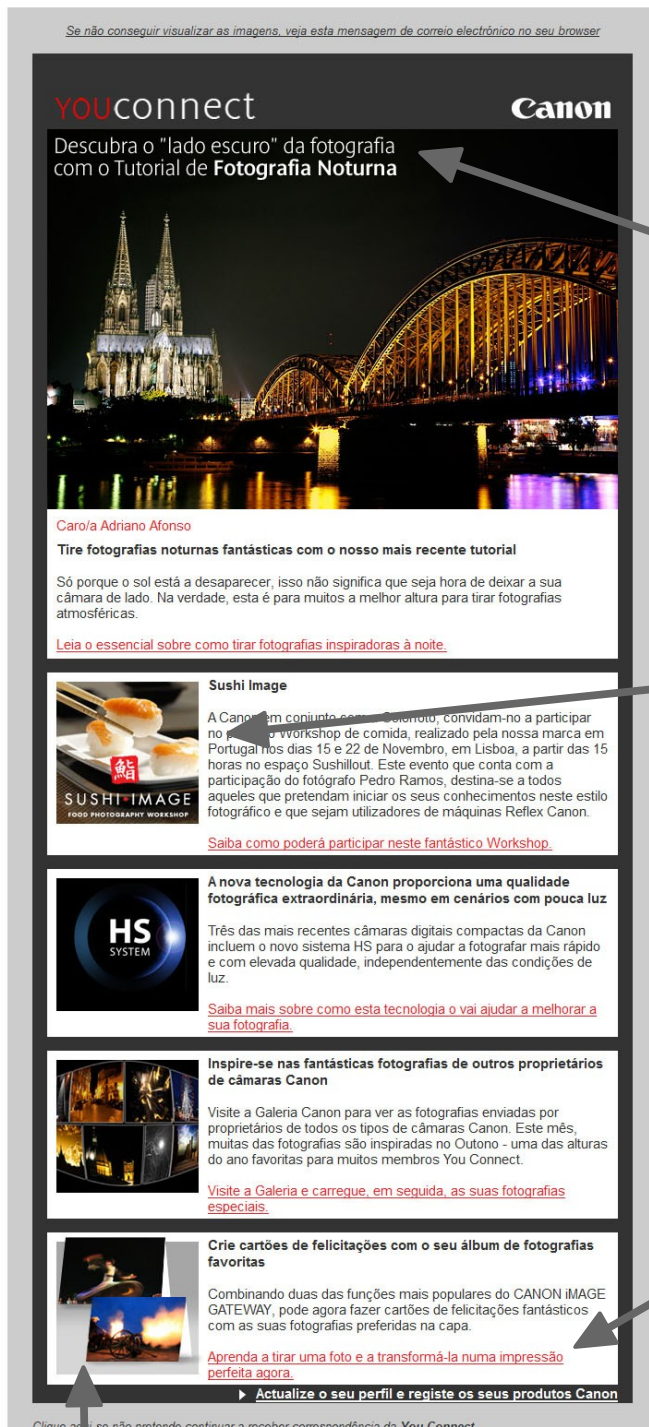 Se não conseguir visualizar as imagens, veja esta mensagem de correio electrônico no seu browser
YOUconnect
Canon
Descubra o "lado escuro" da fotografia
com o Tutorial de Fotografia Noturna
Caro/a Adriano Afonso
Tire fotografias noturnas fantásticas com o nosso mais recente tutorial
Só porque o sol está a desaparecer, isso não significa que seja hora de deixar a sua
câmara de lado. Na verdade, esta é para muitos a melhor altura para tirar fotografias
atmosféricas.
Leia o essencial sobre como tirar fotografias inspiradoras à noite.
SUSHI IMAGE
FOOD PHOTOGRAPHY WORKSHOP
Sushi Image
A Canon em conjunto com a Colorfoto, convidam-no a participar
no Workshop de comida, realizado pela nossa marca em
Portugal nos dias 15 e 22 de Novembro, em Lisboa, a partir das 15
horas no espaço Sushillout. Este evento que conta com a
participação do fotógrafo Pedro Ramos, destina-se a todos
aqueles que pretendam iniciar os seus conhecimentos neste estilo
fotográfico e que sejam utilizadores de máquinas Reflex Canon.
Saiba como poderá participar neste fantástico Workshop.
HS
SYSTEM
A nova tecnologia da Canon proporciona uma qualidade
fotográfica extraordinária, mesmo em cenários com pouca luz
Três das mais recentes câmaras digitais compactas da Canon
incluem o novo sistema HS para o ajudar a fotografar mais rápido
e com elevada qualidade, independentemente das condições de
luz.
Saiba mais sobre como esta tecnologia o vai ajudar a melhorar a
sua fotografia.
Inspire-se nas fantásticas fotografias de outros proprietários
de câmaras Canon
Visite a Galeria Canon para ver as fotografias enviadas por
proprietários de todos os tipos de câmaras Canon. Este mês,
muitas das fotografias são inspiradas no Outono - uma das alturas
do ano favoritas para muitos membros You Connect.
Visite a Galeria e carregue, em seguida, as suas fotografias
especiais.
Crie cartões de felicitações com o seu álbum de fotografias
favoritas
Combinando duas das funções mais populares do CANON iMAGE
GATEWAY, pode agora fazer cartões de felicitações fantásticos
com as suas fotografias preferidas na capa.
Aprenda a tirar uma foto e a transformá-la numa impressão
perfeita agora.
Actualize o seu perfil e registe os seus produtos Canon
Clique aqui se não pretende continuar a receber correspondência da You Connect